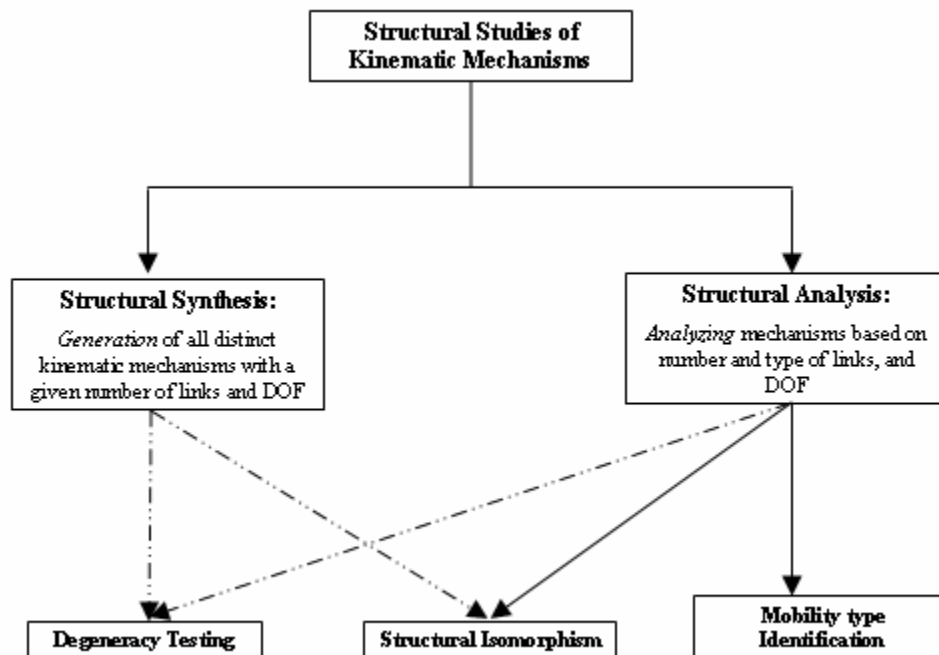 Structural Studies of
Kinematic Mechanisms
Structural Synthesis:
Generation of all distinct
kinematic mechanisms with a
given number of links and DOF
Structural Analysis:
Analyzing mechanisms based on
number and type of links, and
DOF
Degeneracy Testing
Structural Isomorphism
Mobility type
Identification